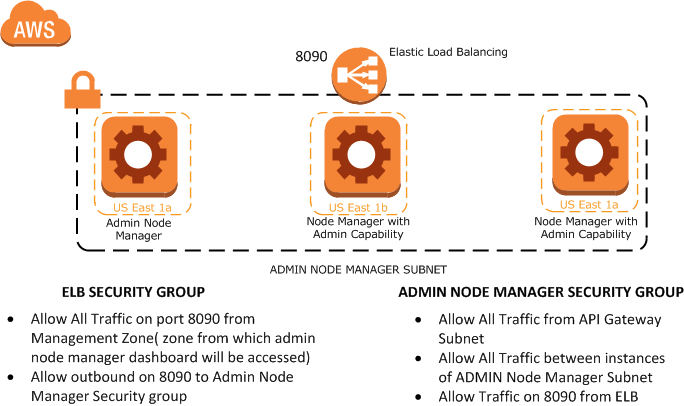 AWS
8090
Elastic Load Balancing
US East 1a
Admin Node
Manager
US East 1b
Node Manager with
Admin Capability
US East 1a
Node Manager with
Admin Capability
ADMIN NODE MANAGER SUBNET
ELB SECURITY GROUP
• Allow All Traffic on port 8090 from
Management Zone( zone from which admin
node manager dashboard will be accessed)
• Allow outbound on 8090 to Admin Node
Manager Security group
ADMIN NODE MANAGER SECURITY GROUP
• Allow All Traffic from API Gateway
Subnet
• Allow All Traffic between instances
of ADMIN Node Manager Subnet
• Allow Traffic on 8090 from ELB